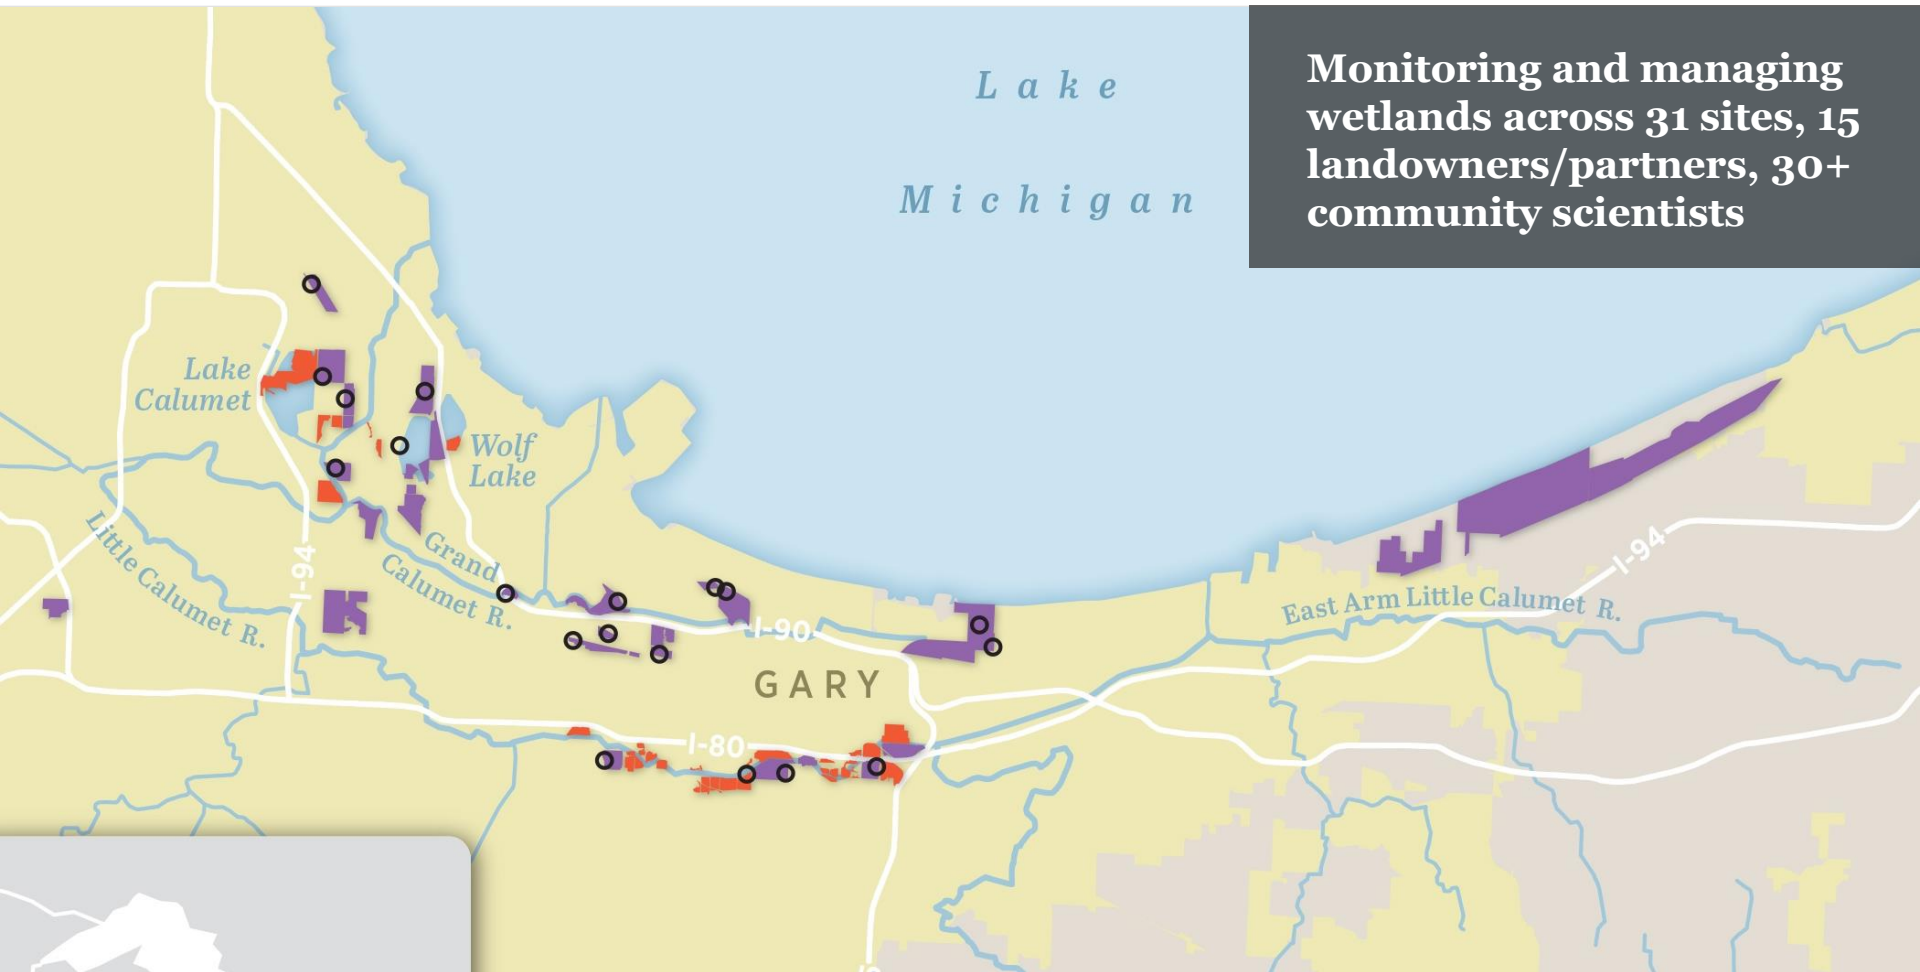 Lake
Michigan
Monitoring and managing
wetlands across 31 sites, 15
landowners/partners, 30+
community scientists
Lake
Calumet
Wolf
Lake
Little Calumet R.
I-94
Grand
Calumet R.
I-90
GARY
I-80
I-94
East Arm Little Calumet R.